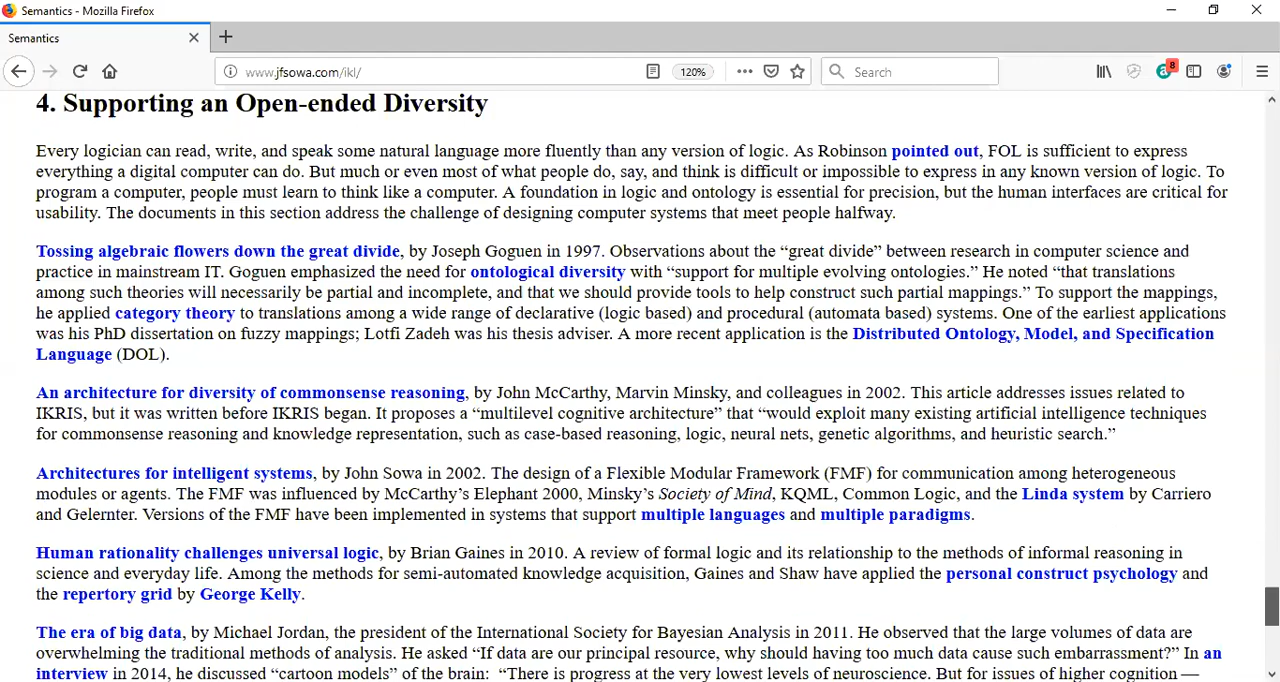 Semantics - Mozilla Firefox
Semantics
www.jfsowa.com/ikl/
120%
Search
8
4. Supporting an Open-ended Diversity
Every logician can read, write, and speak some natural language more fluently than any version of logic. As Robinson pointed out, FOL is sufficient to express
everything a digital computer can do. But much or even most of what people do, say, and think is difficult or impossible to express in any known version of logic. To
program a computer, people must learn to think like a computer. A foundation in logic and ontology is essential for precision, but the human interfaces are critical for
usability. The documents in this section address the challenge of designing computer systems that meet people halfway.
Tossing algebraic flowers down the great divide, by Joseph Goguen in 1997. Observations about the “great divide” between research in computer science and
practice in mainstream IT. Goguen emphasized the need for ontological diversity with “support for multiple evolving ontologies.” He noted “that translations
among such theories will necessarily be partial and incomplete, and that we should provide tools to help construct such partial mappings.” To support the mappings,
he applied category theory to translations among a wide range of declarative (logic based) and procedural (automata based) systems. One of the earliest applications
was his PhD dissertation on fuzzy mappings; Lotfi Zadeh was his thesis adviser. A more recent application is the Distributed Ontology, Model, and Specification
Language (DOL).
An architecture for diversity of commonsense reasoning, by John McCarthy, Marvin Minsky, and colleagues in 2002. This article addresses issues related to
IKRIS, but it was written before IKRIS began. It proposes a “multilevel cognitive architecture” that “would exploit many existing artificial intelligence techniques
for commonsense reasoning and knowledge representation, such as case-based reasoning, logic, neural nets, genetic algorithms, and heuristic search.”
Architectures for intelligent systems, by John Sowa in 2002. The design of a Flexible Modular Framework (FMF) for communication among heterogeneous
modules or agents. The FMF was influenced by McCarthy’s Elephant 2000, Minsky’s Society of Mind, KQML, Common Logic, and the Linda system by Carriero
and Gelernter. Versions of the FMF have been implemented in systems that support multiple languages and multiple paradigms.
Human rationality challenges universal logic, by Brian Gaines in 2010. A review of formal logic and its relationship to the methods of informal reasoning in
science and everyday life. Among the methods for semi-automated knowledge acquisition, Gaines and Shaw have applied the personal construct psychology and
the repertory grid by George Kelly.
The era of big data, by Michael Jordan, the president of the International Society for Bayesian Analysis in 2011. He observed that the large volumes of data are
overwhelming the traditional methods of analysis. He asked “If data are our principal resource, why should having too much data cause such embarrassment?” In an
interview in 2014, he discussed “cartoon models” of the brain: “There is progress at the very lowest levels of neuroscience. But for issues of higher cognition —